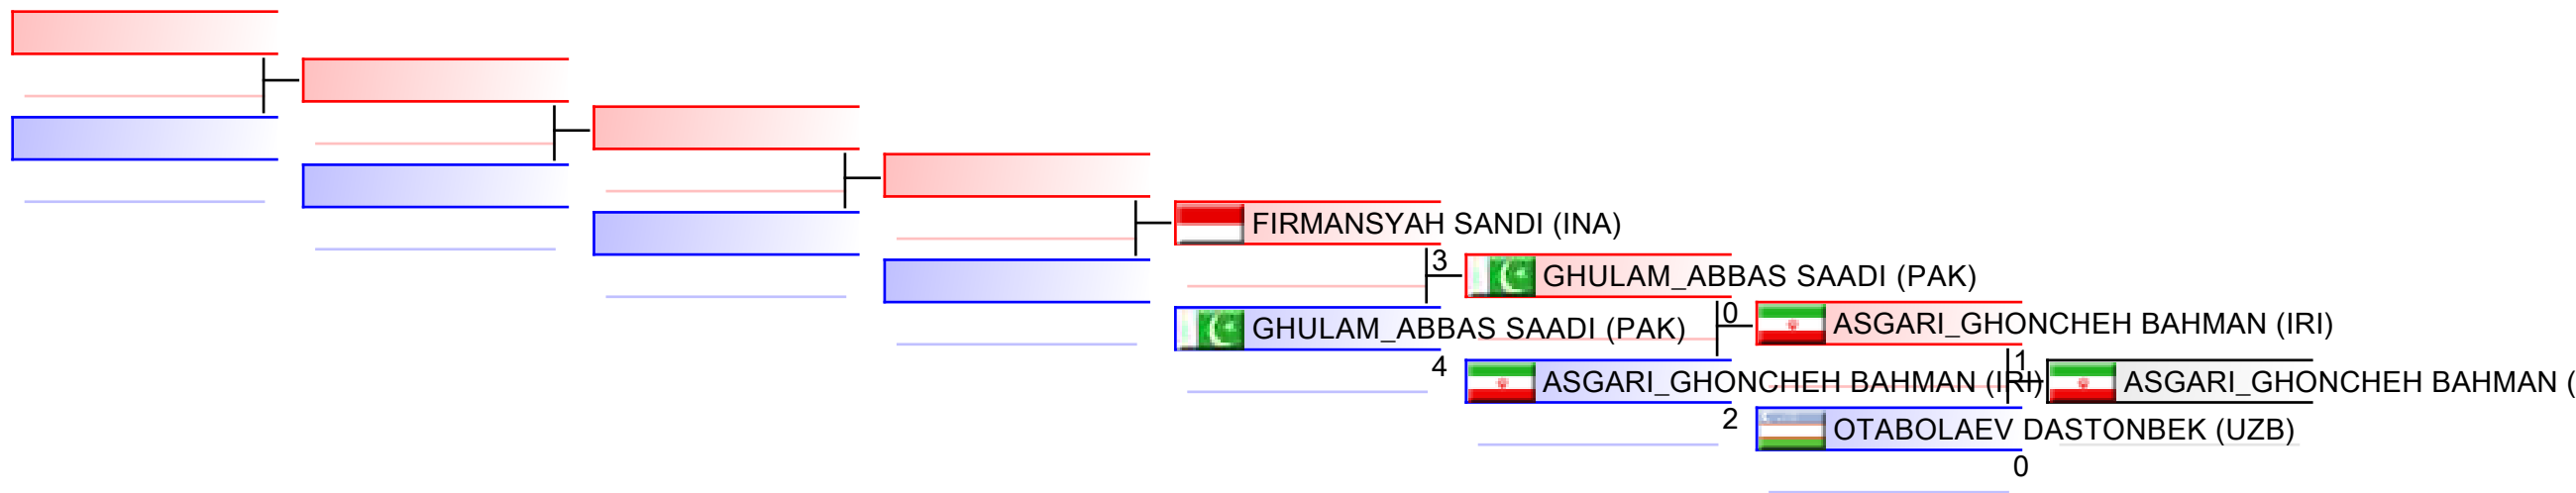 FIRMANSYAH SANDI (INA)
3
GHULAM_ABBAS SAADI (PAK)
GHULAM_ABBAS SAADI (PAK)
4
0
ASGARI_GHONCHEH BAHMAN (IRI)
ASGARI_GHONCHEH BAHMAN (IRI)
2
1
ASGARI_GHONCHEH BAHMAN (
OTABOLAEV DASTONBEK (UZB)
0